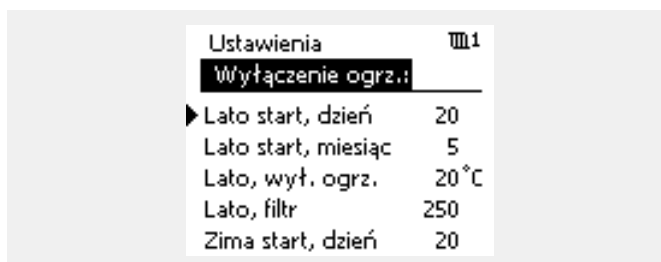 Ustawienia 1
Wyłączenie ogrz.:
Lato start, dzień 20
Lato start, miesiąc 5
Lato, wył. ogrz. 20°C
Lato, filtr 250
Zima start, dzień 20